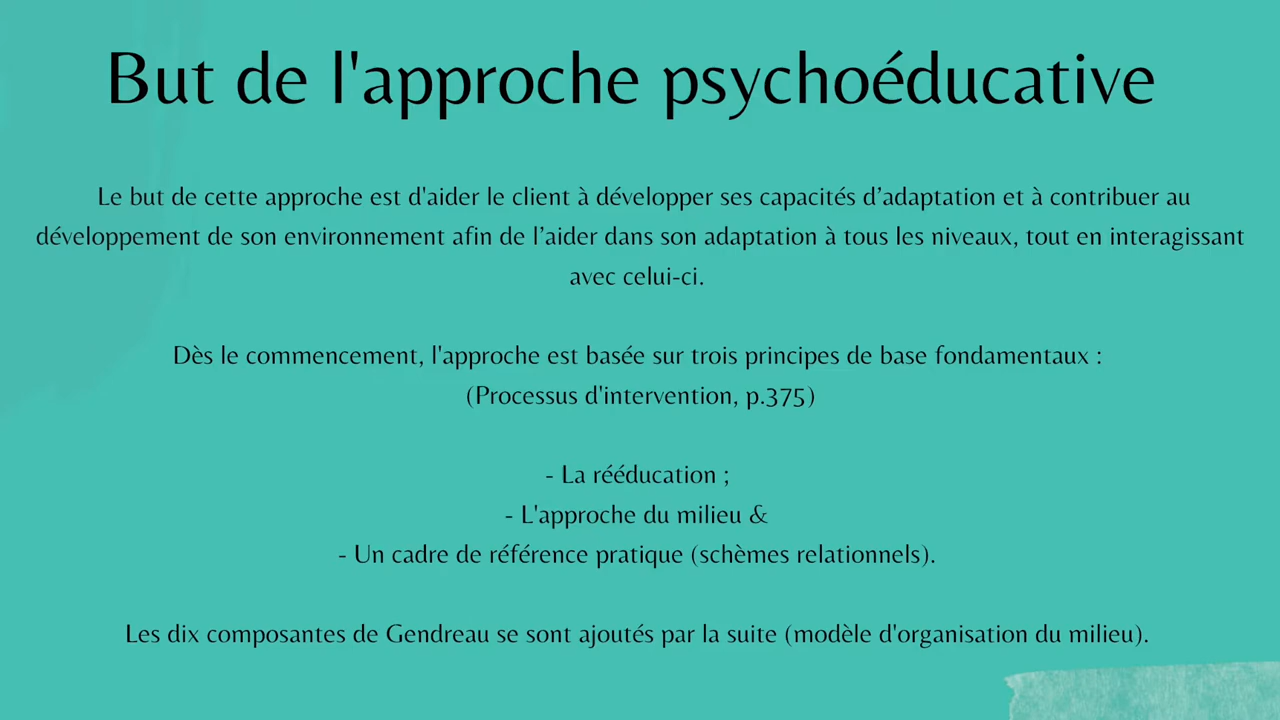 But de l'approche psychoéducative
Le but de cette approche est d'aider le client à développer ses capacités d’adaptation et à contribuer au
développement de son environnement afin de l’aider dans son adaptation à tous les niveaux, tout en interagissant
avec celui-ci.
Dès le commencement, l'approche est basée sur trois principes de base fondamentaux :
(Processus d'intervention, p.375)
- La rééducation ;
- L'approche du milieu &
- Un cadre de référence pratique (schèmes relationnels).
Les dix composantes de Gendreau se sont ajoutés par la suite (modèle d'organisation du milieu).